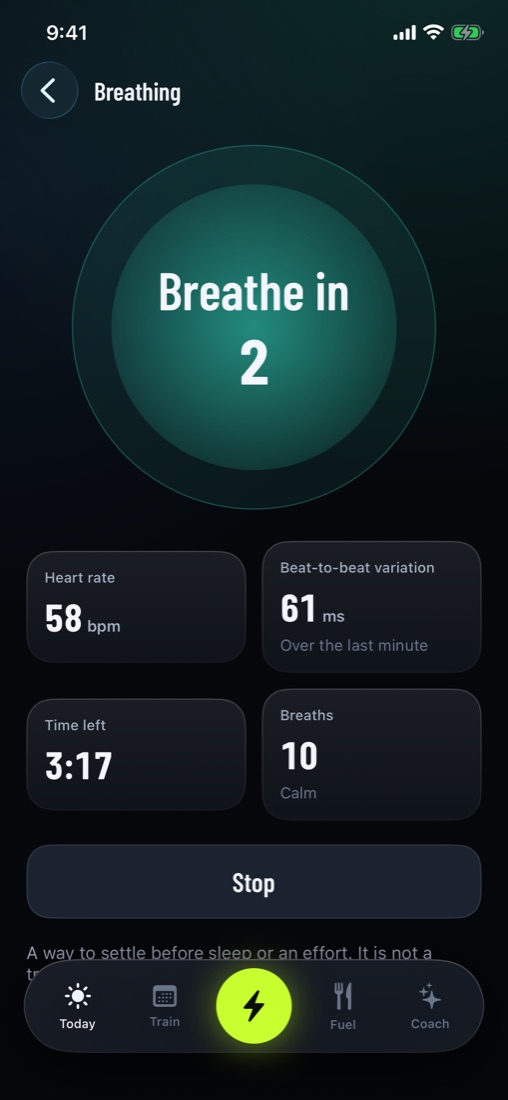 9:41
Breathing
Breathe in
2
Heart rate
58 bpm
Beat-to-beat variation
61 ms
Over the last minute
Time left
3:17
Breaths
10
Calm
Stop
A way to settle before sleep or an effort. It is not a
Today
Train
Fuel
Coach